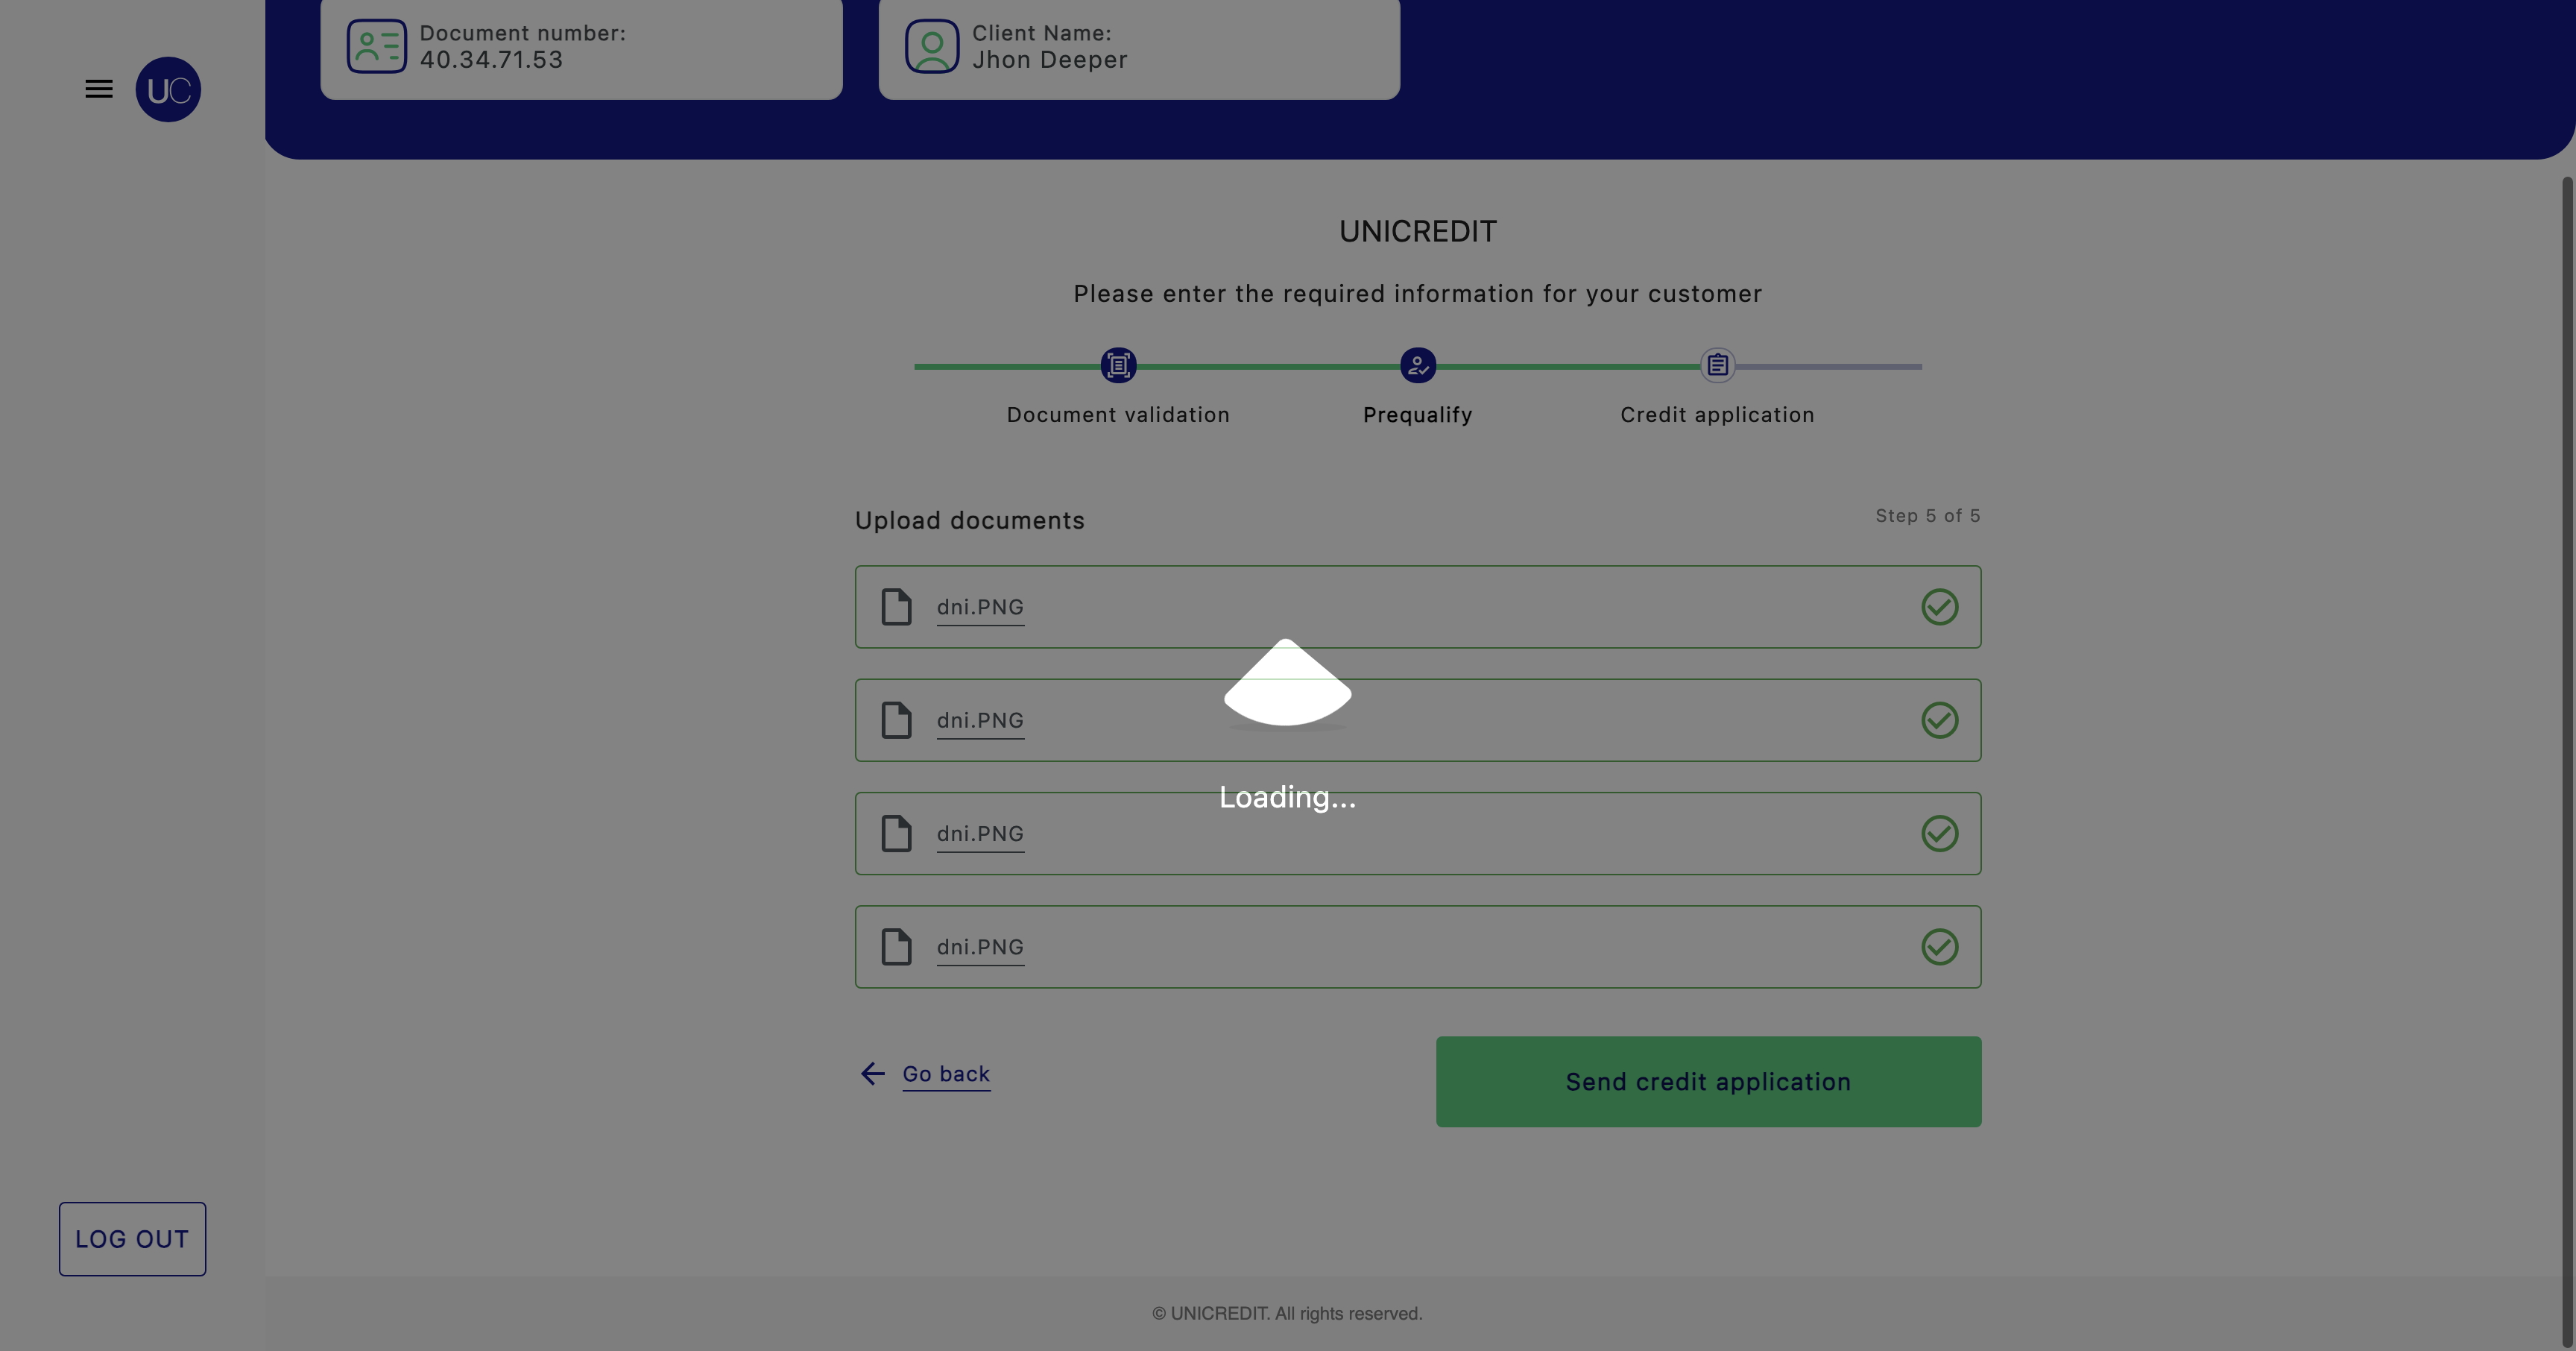 Document number:
40.34.71.53
Client Name:
Jhon Deeper
UC
UNICREDIT
Please enter the required information for your customer
Document validation
Prequalify
Credit application
Upload documents
Step 5 of 5
dni.PNG
dni.PNG
Loading...
dni.PNG
dni.PNG
Go back
Send credit application
LOG OUT
© UNICREDIT. All rights reserved.